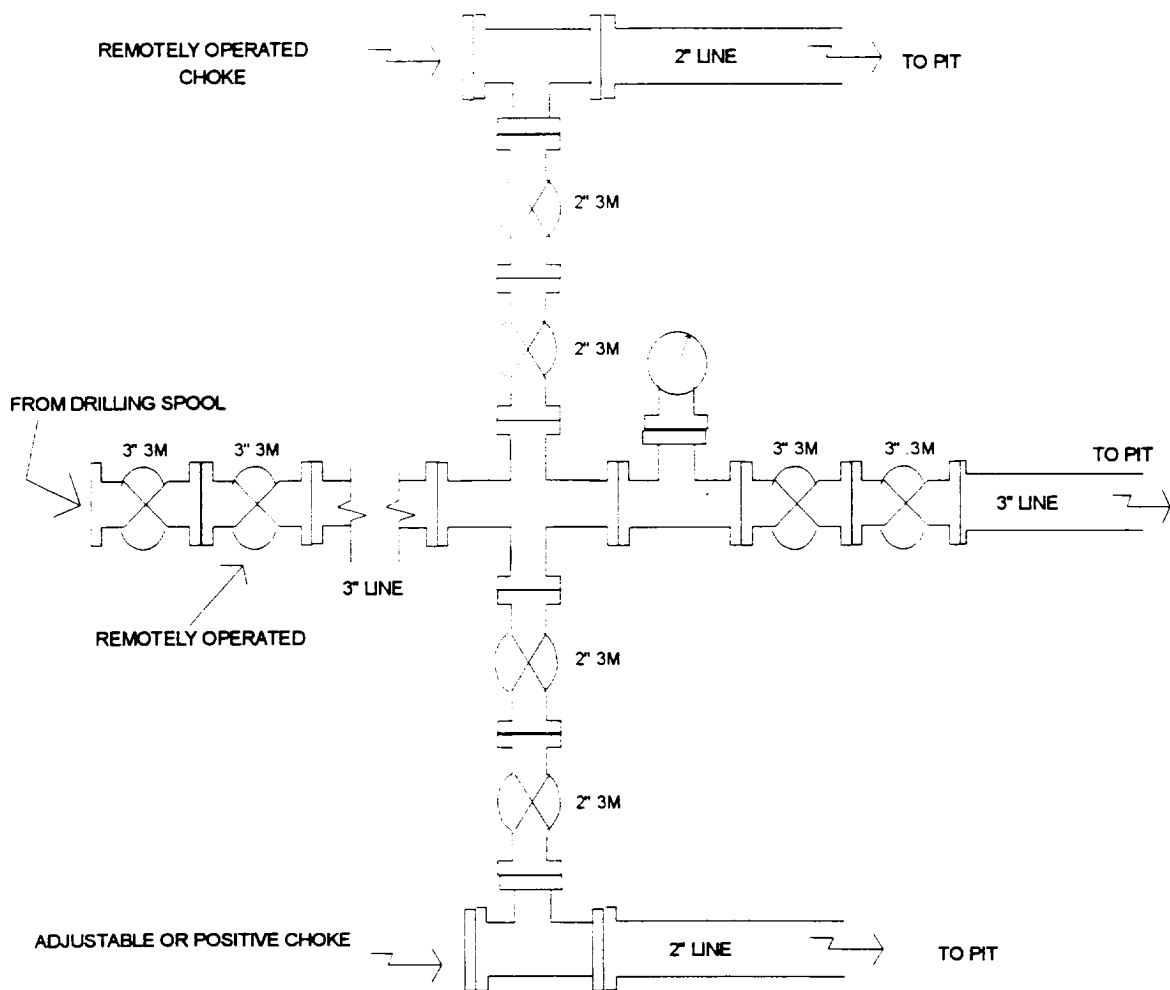 REMOTELY OPERATED
CHOKE
2" LINE
TO PIT
2" 3M
2" 3M
FROM DRILLING SPOOL
3" 3M
3" 3M
3" 3M
3" .3M
TO PIT
3" LINE
3" LINE
REMOTELY OPERATED
2" 3M
2" 3M
ADJUSTABLE OR POSITIVE CHOKE
2" LINE
TO PIT